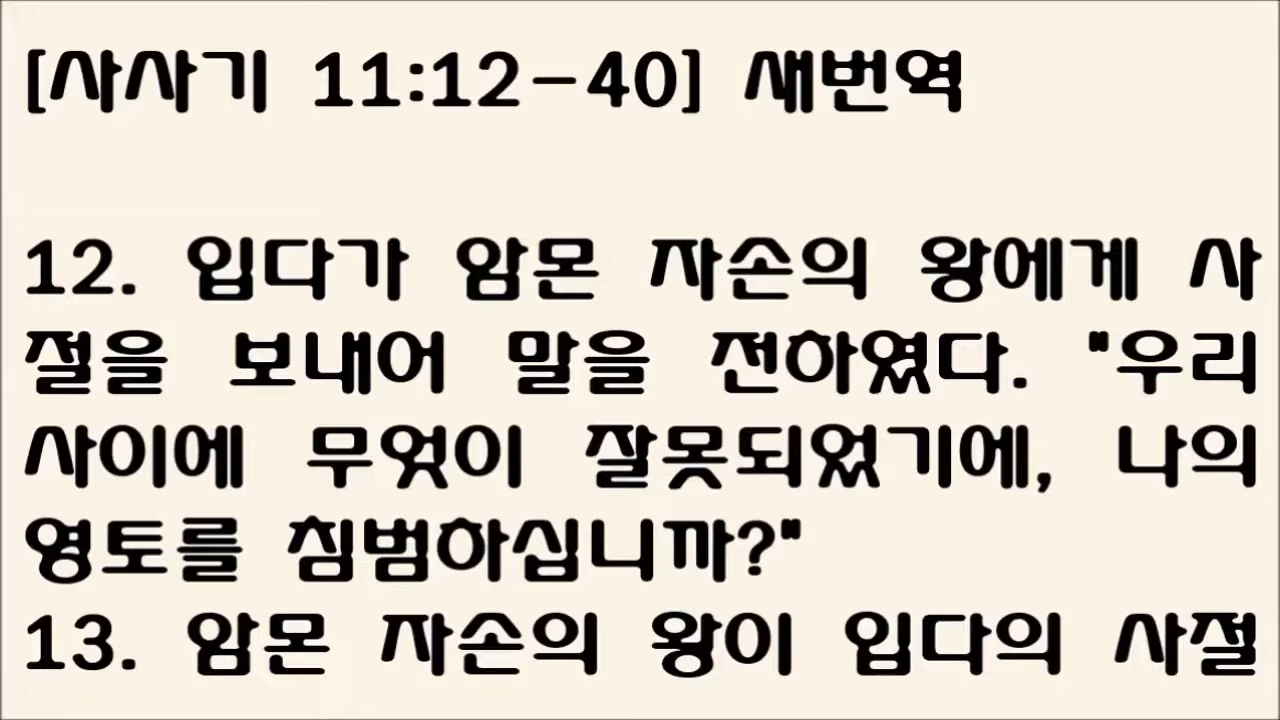 [사사기 11:12-40] 새번역
12. 입다가 암몬 자손의 왕에게 사
절을 보내어 말을 전하였다. "우리
사이에 무엇이 잘못되었기에, 나의
영토를 침범하십니까?"
13. 암몬 자손의 왕이 입다의 사절